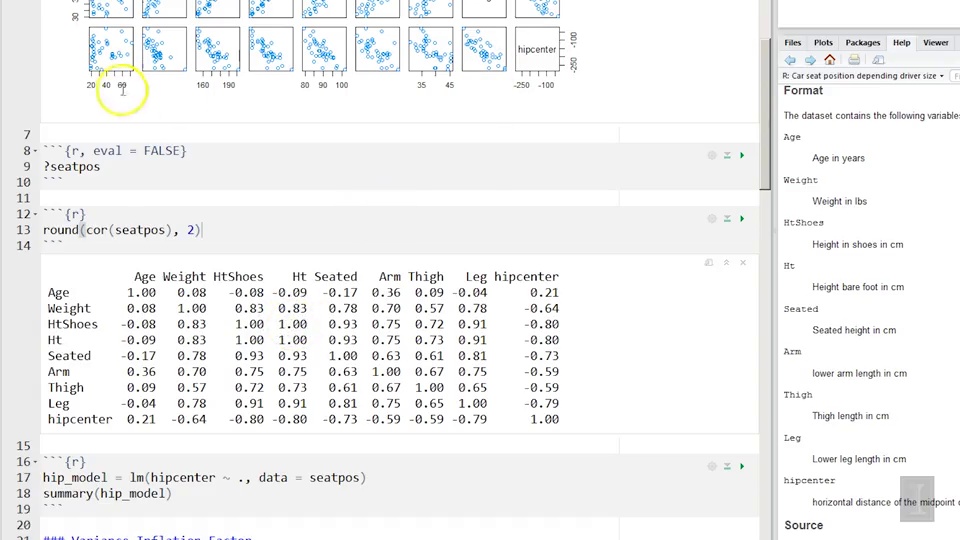 30
hipcenter
-100
-250
20 40 60
160 190
80 90 100
35 45
-250 -100
7
8 ```{r, eval = FALSE}
9 ?seatpos
10 ```
11
12 ```{r}
13 round(cor(seatpos), 2)
14 ```
Age Weight HtShoes Ht Seated Arm Thigh Leg hipcenter
Age 1.00 0.08 -0.08 -0.09 -0.17 0.36 0.09 -0.04 0.21
Weight 0.08 1.00 0.83 0.83 0.78 0.70 0.57 0.78 -0.64
HtShoes -0.08 0.83 1.00 1.00 0.93 0.75 0.72 0.91 -0.80
Ht -0.09 0.83 1.00 1.00 0.93 0.75 0.73 0.91 -0.80
Seated -0.17 0.78 0.93 0.93 1.00 0.63 0.61 0.81 -0.73
Arm 0.36 0.70 0.75 0.75 0.63 1.00 0.67 0.75 -0.59
Thigh 0.09 0.57 0.72 0.73 0.61 0.67 1.00 0.65 -0.59
Leg -0.04 0.78 0.91 0.91 0.81 0.75 0.65 1.00 -0.79
hipcenter 0.21 -0.64 -0.80 -0.80 -0.73 -0.59 -0.59 -0.79 1.00
15
16 ```{r}
17 hip_model = lm(hipcenter ~ ., data = seatpos)
18 summary(hip_model)
19 ```
20
### Variance Inflation Factor
Files Plots Packages Help Viewer
R: Car seat position depending driver size
Format
The dataset contains the following variables
Age
Age in years
Weight
Weight in lbs
HtShoes
Height in shoes in cm
Ht
Height bare foot in cm
Seated
Seated height in cm
Arm
lower arm length in cm
Thigh
Thigh length in cm
Leg
Lower leg length in cm
hipcenter
horizontal distance of the midpoint
Source